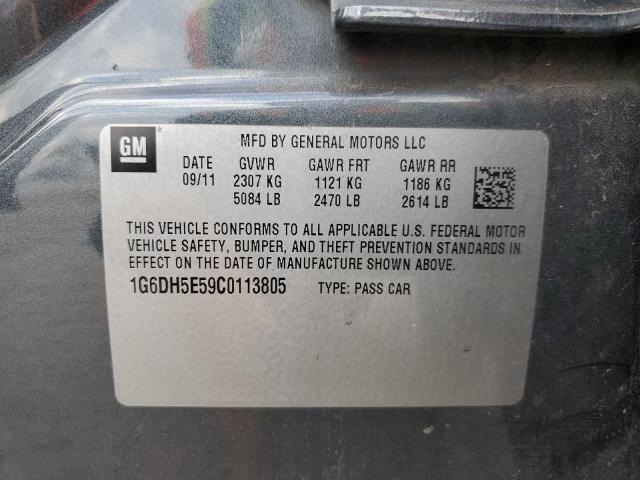 GM
MFD BY GENERAL MOTORS LLC
DATE GVWR GAWR FRT GAWR RR
09/11 2307 KG 1121 KG 1186 KG
5084 LB 2470 LB 2614 LB
THIS VEHICLE CONFORMS TO ALL APPLICABLE U.S. FEDERAL MOTOR
VEHICLE SAFETY, BUMPER, AND THEFT PREVENTION STANDARDS IN
EFFECT ON THE DATE OF MANUFACTURE SHOWN ABOVE.
1G6DH5E59C0113805 TYPE: PASS CAR